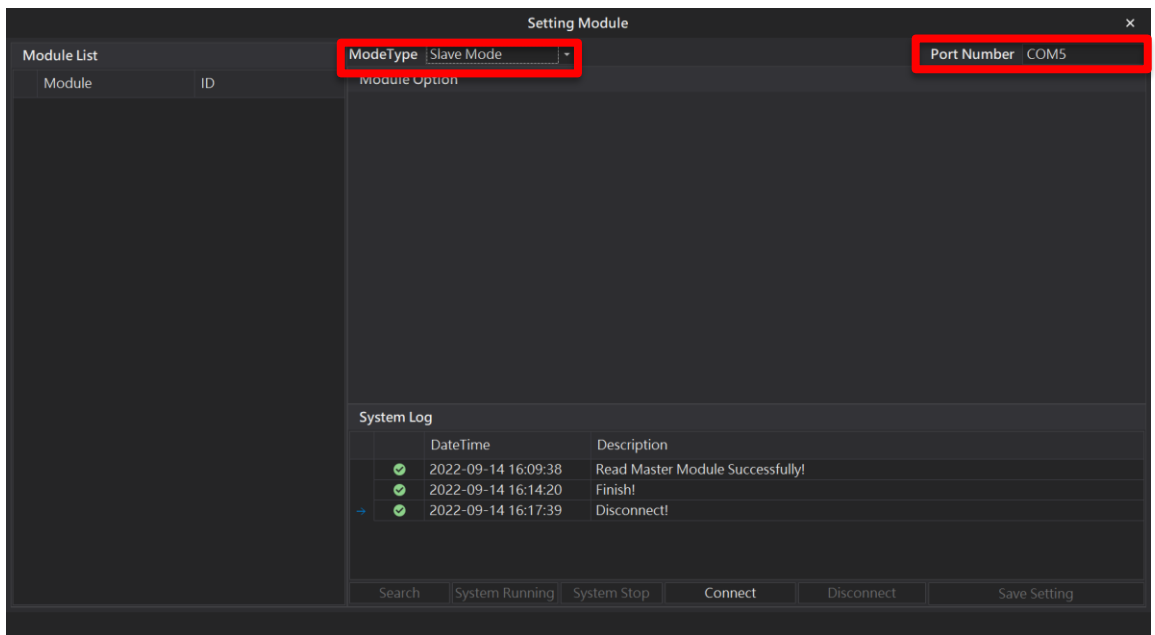 Setting Module
Module List
ModeType Slave Mode
Port Number COM5
Module ID
Module Option
System Log
DateTime Description
2022-09-14 16:09:38 Read Master Module Successfully!
2022-09-14 16:14:20 Finish!
2022-09-14 16:17:39 Disconnect!
Search System Running System Stop Connect Disconnect Save Setting